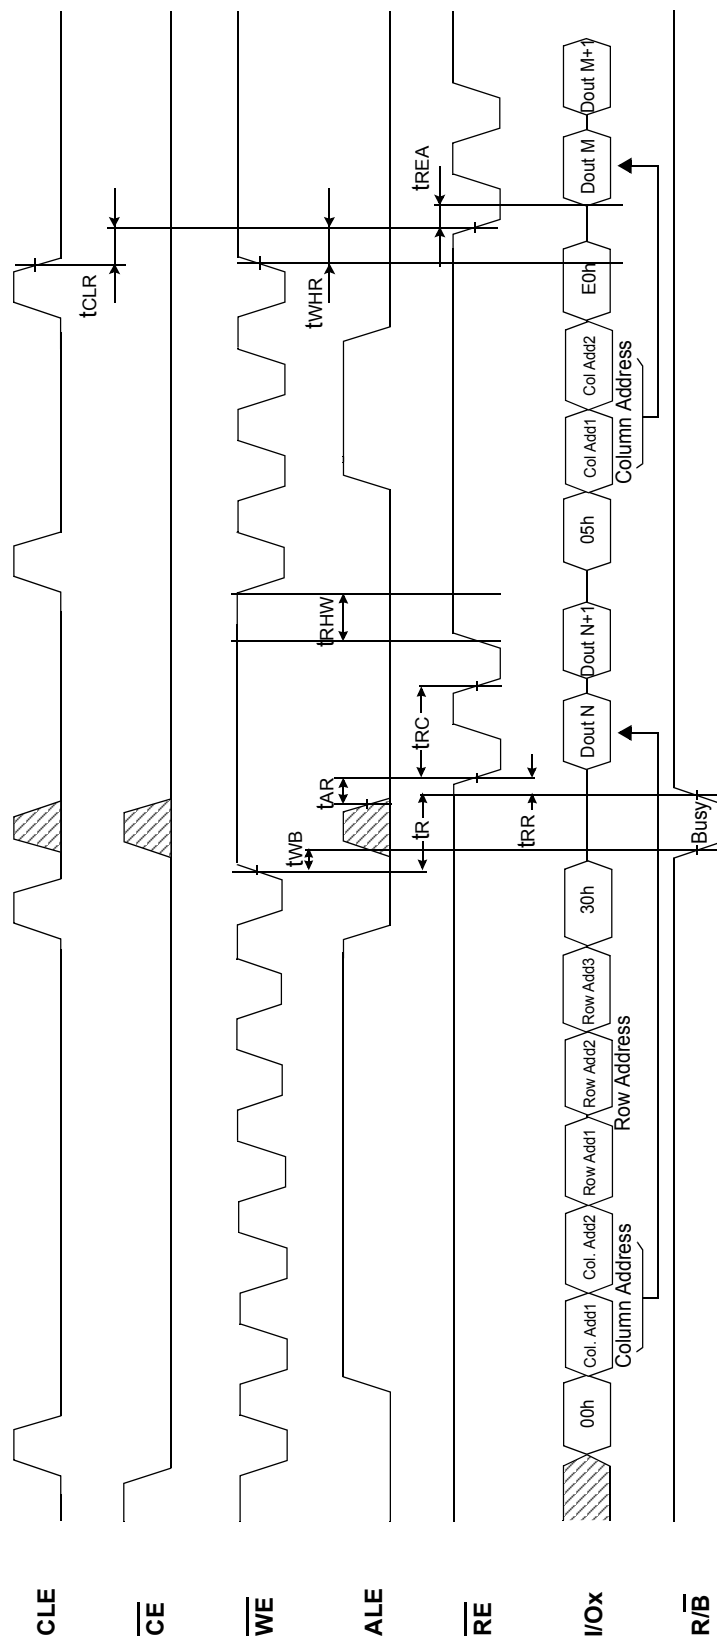 CLE
tCLR
CE
WE
tWB
tWHR
ALE
tAR
tRHW
RE
tR
tRC
tREA
tRR
I/Ox
00h
Col. Add1
Col. Add2
Row Add1
Row Add2
Row Add3
30h
Dout N
Dout N+1
05h
Col Add1
Col Add2
E0h
Dout M
Dout M+1
Column Address
Row Address
Column Address
R/B
Busy